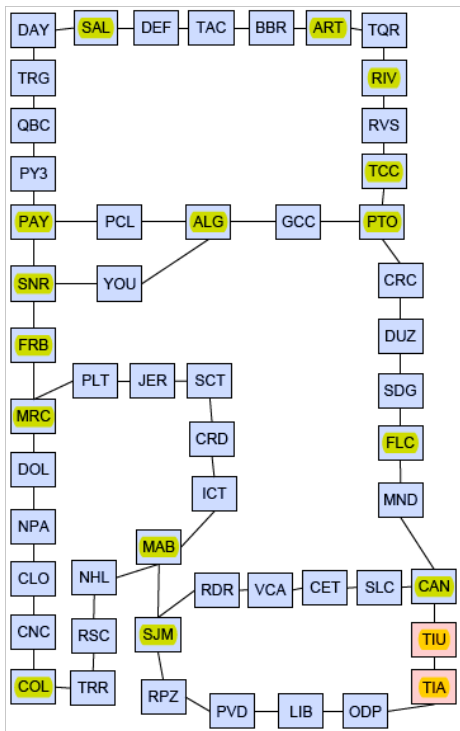 DAY SAL DEF TAC BBR ART TQR
TRG RIV
QBC RVS
PY3 TCC
PAY PCL ALG GCC PTO
SNR YOU CRC
FRB DUZ
PLT JER SCT SDG
MRC
CRD FLC
DOL
ICT MND
NPA
MAB
CLO NHL RDR VCA CET SLC CAN
CNC RSC SJM TIU
COL TRR RPZ TIA
PVD LIB ODP